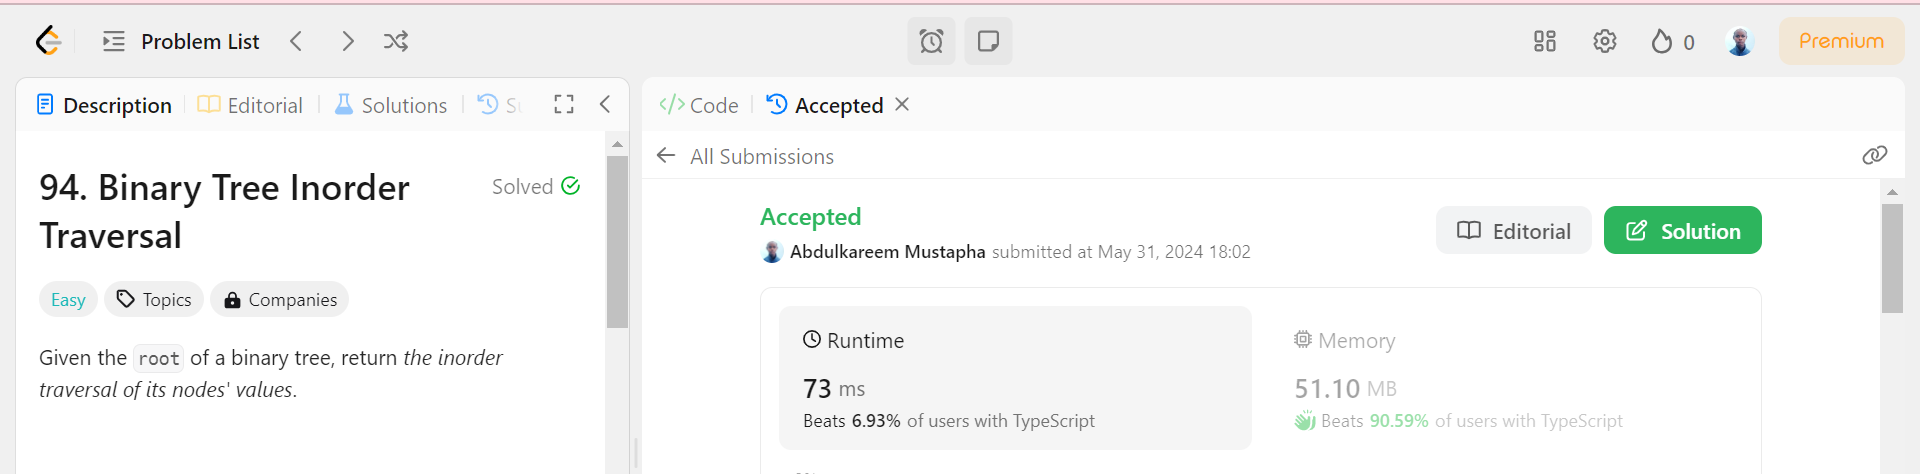 Problem List
0
Premium
Description
Editorial
Solutions
Code
Accepted
All Submissions
94. Binary Tree Inorder
Traversal
Solved
Easy
Topics
Companies
Given the root of a binary tree, return the inorder
traversal of its nodes' values.
Accepted
Abdulkareem Mustapha submitted at May 31, 2024 18:02
Editorial
Solution
Runtime
73 ms
Beats 6.93% of users with TypeScript
Memory
51.10 MB
Beats 90.59% of users with TypeScript